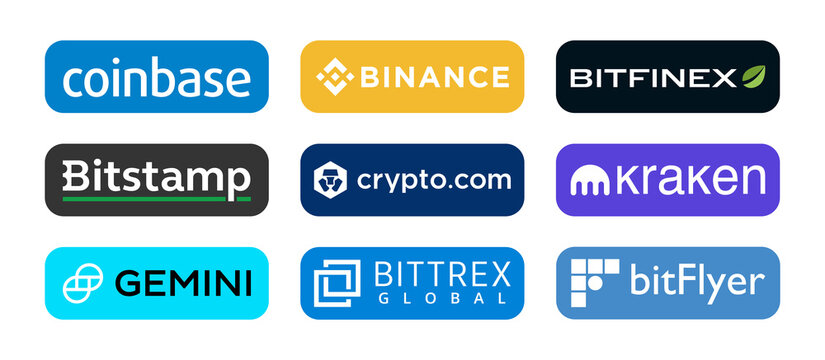 coinbase
BINANCE
BITFINEX
Bitstamp
crypto.com
kraken
GEMINI
BITTREX
GLOBAL
bitFlyer